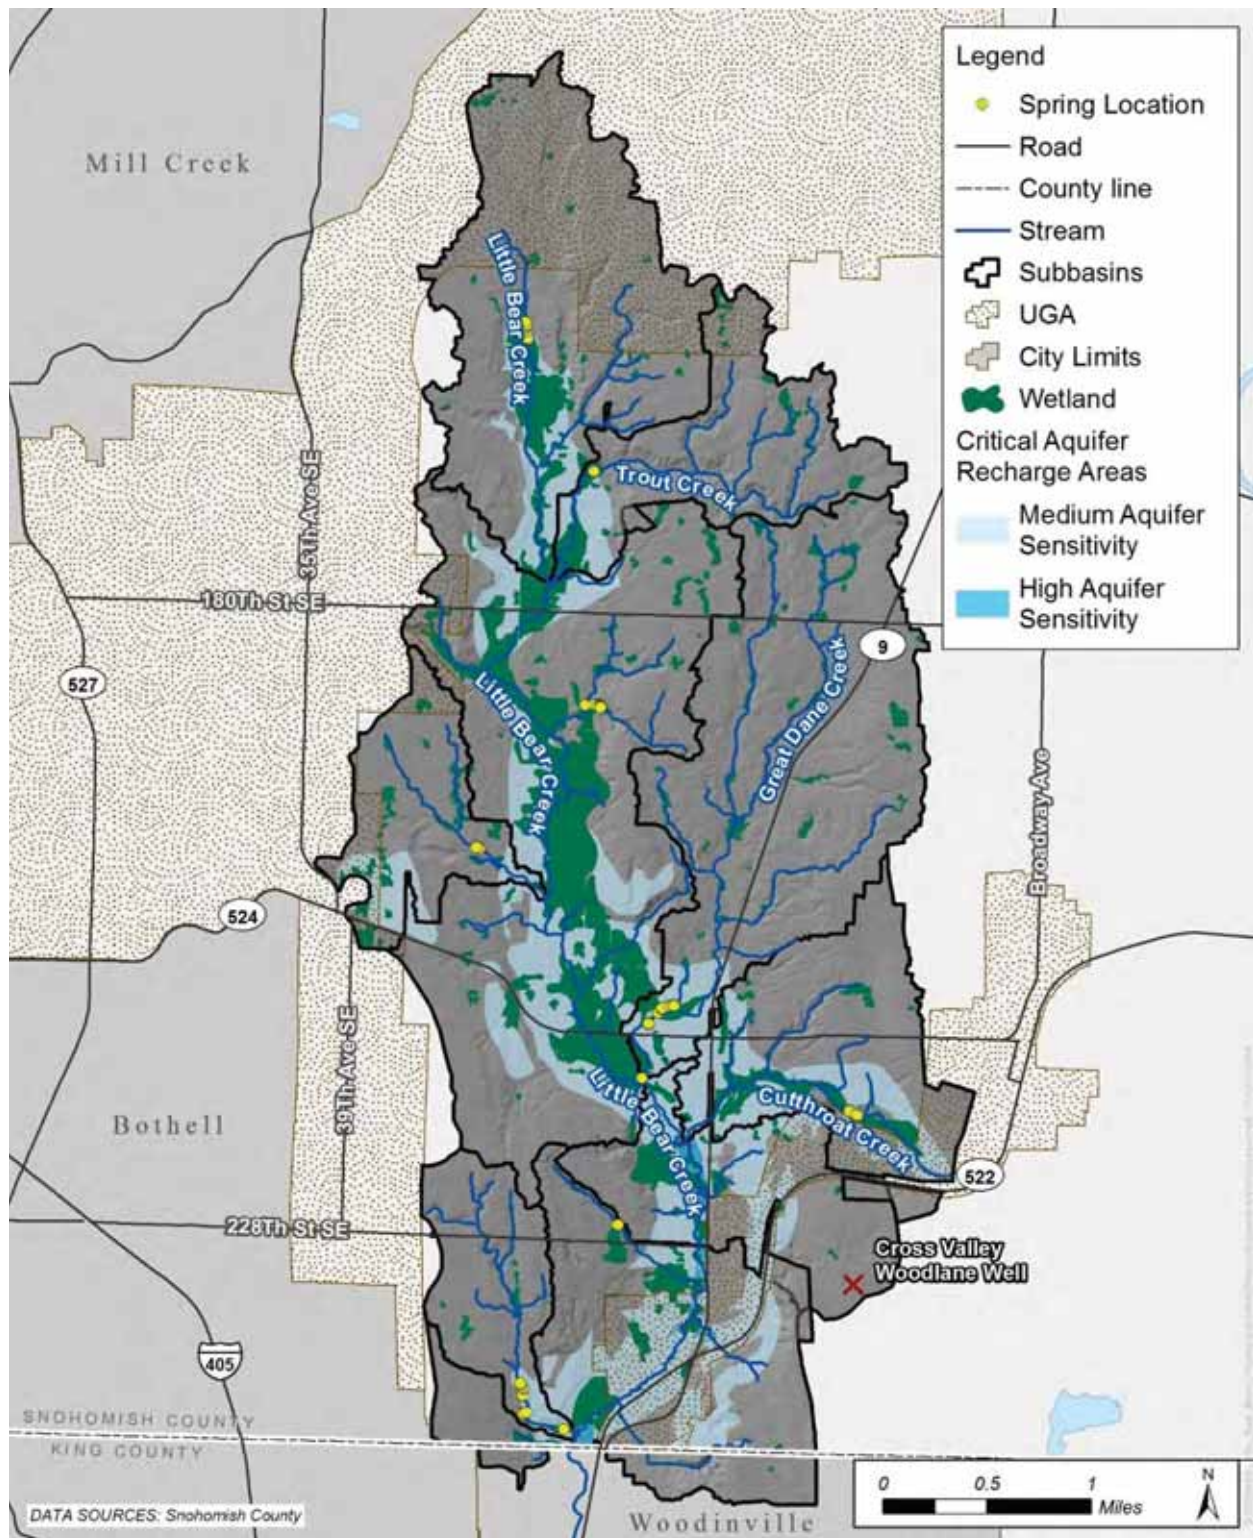 Legend
Spring Location
Road
County line
Stream
Subbasins
UGA
City Limits
Wetland
Critical Aquifer
Recharge Areas
Medium Aquifer
Sensitivity
High Aquifer
Sensitivity
Mill Creek
Little Bear Creek
Trout Creek
35Th Ave SE
180Th St SE
9
527
Little Bear Creek
Great Dane Creek
Broadway Ave
524
39Th Ave SE
Bothell
Little Bear Creek
Cutthroat Creek
522
228Th St SE
Cross Valley
Woodlane Well
405
SNOHOMISH COUNTY
KING COUNTY
DATA SOURCES: Snohomish County
Woodinville
0 0.5 1
Miles
N